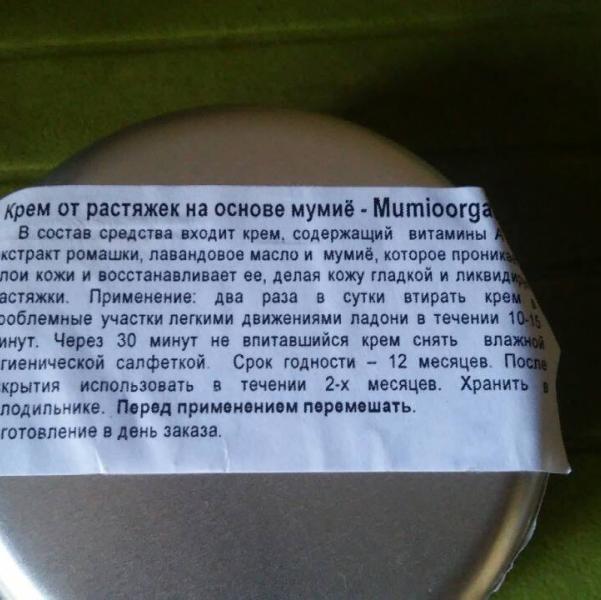 Крем от растяжек на основе мумиё - Mumioorga
В состав средства входит крем, содержащий витамины А
кстракт ромашки, лавандовое масло и мумиё, которое проника
лои кожи и восстанавливает ее, делая кожу гладкой и ликвидир
астяжки. Применение: два раза в сутки втирать крем в
роблемные участки легкими движениями ладони в течении 10-15
инут. Через 30 минут не впитавшийся крем снять влажной
гиенической салфеткой. Срок годности – 12 месяцев. После
скрытия использовать в течении 2-х месяцев. Хранить в
лодильнике. Перед применением перемешать.
готовление в день заказа.